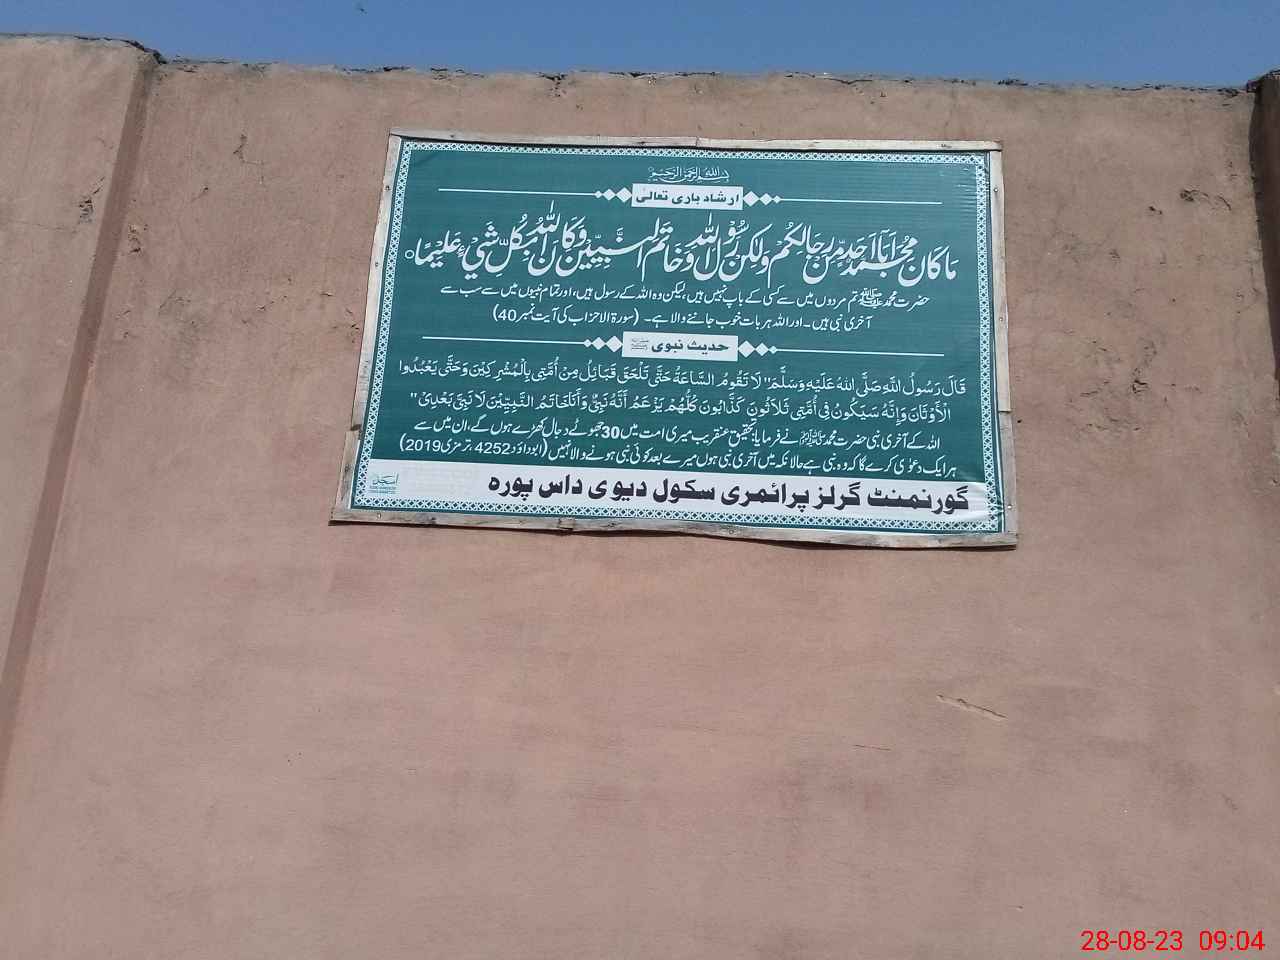 بسم اللہ الرحمن الرحیم
ارشاد باری تعالیٰ
مَا كَانَ مُحَمَّدٌ اَبَآ اَحَدٍ مِّنْ رِّجَالِكُمْ وَلٰكِنْ رَّسُوْلَ اللّٰهِ وَخَاتَمَ النَّبِيّٖنَ وَكَانَ اللّٰهُ بِكُلِّ شَيْءٍ عَلِيْمًا○
حضرت محمد ﷺ تم مردوں میں سے کسی کے باپ نہیں ہیں، لیکن وہ اللہ کے رسول ہیں، اور تمام نبیوں میں سے سب سے
آخری نبی ہیں۔ اور اللہ ہر بات خوب جاننے والا ہے۔ (سورۃ الاحزاب کی آیت نمبر 40)
حدیث نبوی ﷺ
قَالَ رَسُولُ اللَّهِ صَلَّى اللهُ عَلَيْهِ وَسَلَّمَ" لَا تَقُومُ السَّاعَةُ حَتَّى تَلْحَقَ قَبَائِلُ مِنْ أُمَّتِي بِالْمُشْرِكِيْنَ وَحَتَّى يَعْبُدُوا
الْأَوْثَانَ وَإِنَّهُ سَيَكُونُ فِي أُمَّتِي ثَلَاثُونَ كَذَّابُونَ كُلُّهُمْ يَزْعَمُ أَنَّهُ نَبِيٌّ وَأَنَا خَاتَمُ النَّبِيِّينَ لَا نَبِيَّ بَعْدِيْ"
اللہ کے آخری نبی حضرت محمد ﷺ نے فرمایا: تحقیق عنقریب میری امت میں 30 جھوٹے دجال کھڑے ہوں گے، ان میں سے
ہر ایک دعویٰ کرے گا کہ وہ نبی ہے حالانکہ میں آخری نبی ہوں میرے بعد کوئی نبی ہونے والا نہیں (ابوداؤد 4252، ترمزی 2019)
گورنمنٹ گرلز پرائمری سکول دیوی داس پورہ
28-08-23 09:04